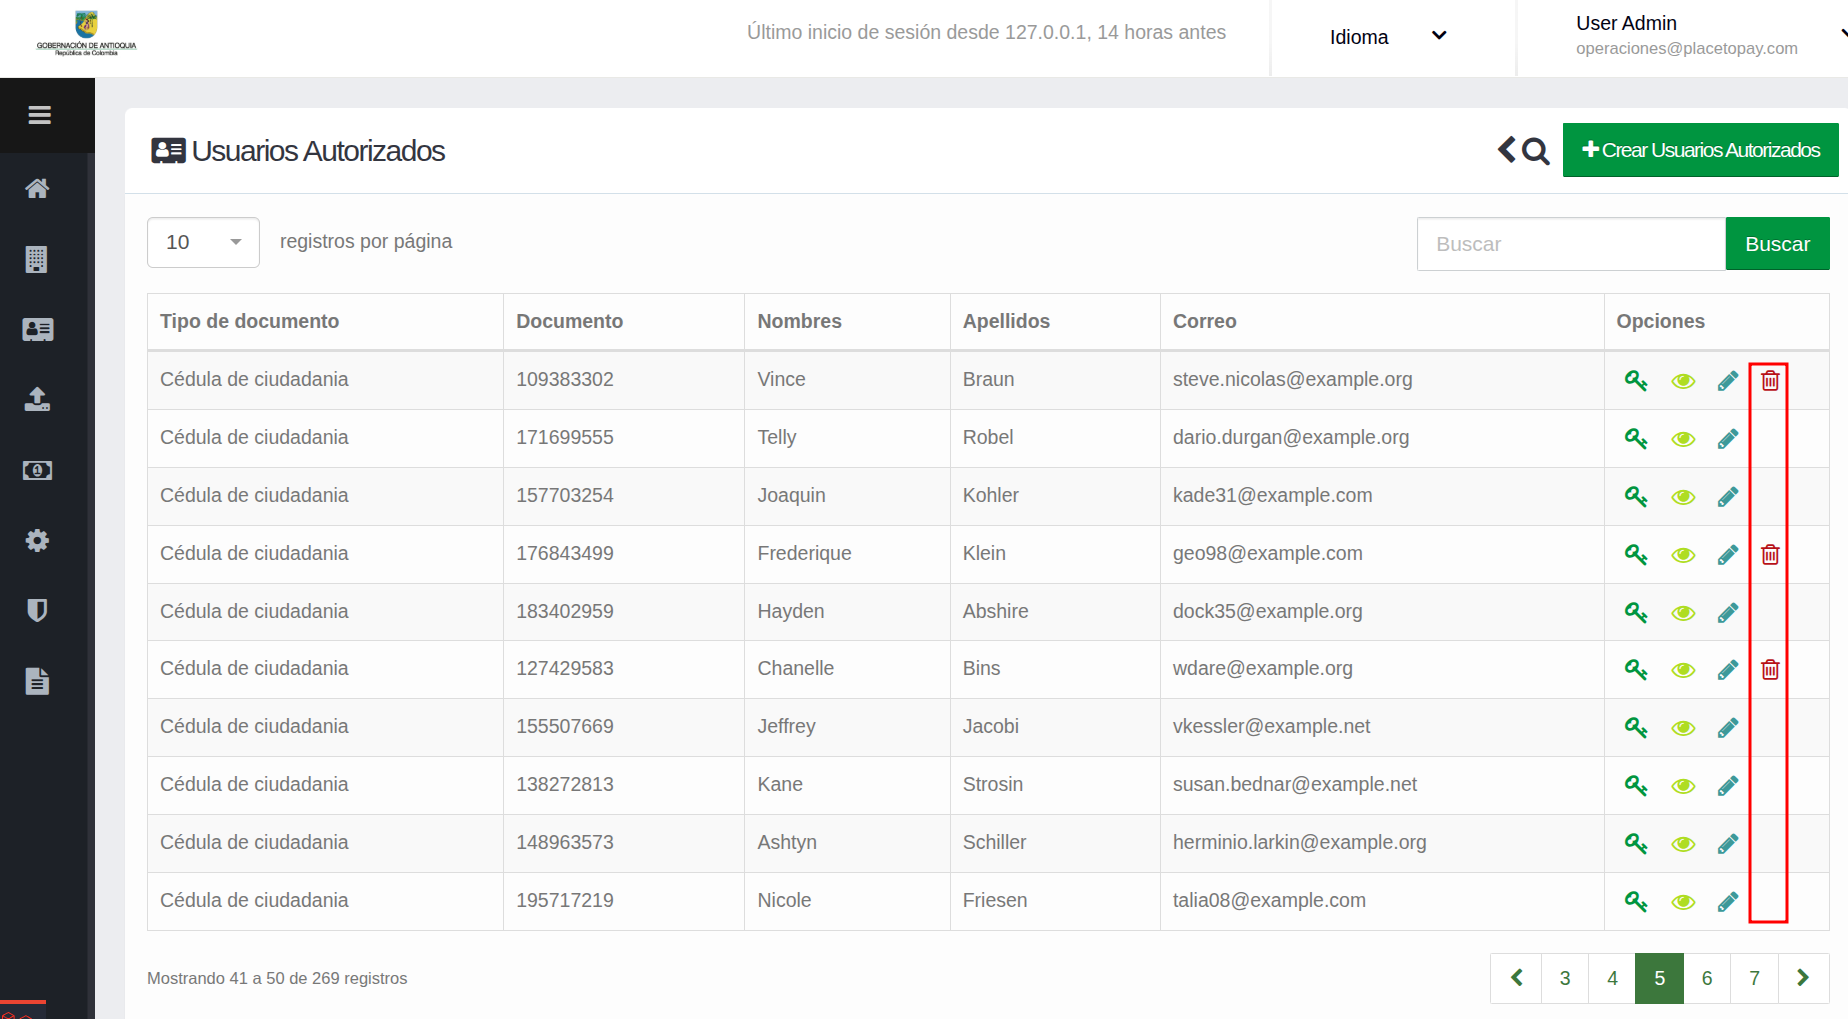 GOBERNACIÓN DE ANTIOQUIA
República de Colombia
Último inicio de sesión desde 127.0.0.1, 14 horas antes
Idioma
User Admin
operaciones@placetopay.com
Usuarios Autorizados
Crear Usuarios Autorizados
10 registros por página
Buscar Buscar
Tipo de documento Documento Nombres Apellidos Correo Opciones
Cédula de ciudadania 109383302 Vince Braun steve.nicolas@example.org
Cédula de ciudadania 171699555 Telly Robel dario.durgan@example.org
Cédula de ciudadania 157703254 Joaquin Kohler kade31@example.com
Cédula de ciudadania 176843499 Frederique Klein geo98@example.com
Cédula de ciudadania 183402959 Hayden Abshire dock35@example.org
Cédula de ciudadania 127429583 Chanelle Bins wdare@example.org
Cédula de ciudadania 155507669 Jeffrey Jacobi vkessler@example.net
Cédula de ciudadania 138272813 Kane Strosin susan.bednar@example.net
Cédula de ciudadania 148963573 Ashtyn Schiller herminio.larkin@example.org
Cédula de ciudadania 195717219 Nicole Friesen talia08@example.com
Mostrando 41 a 50 de 269 registros
3 4 5 6 7